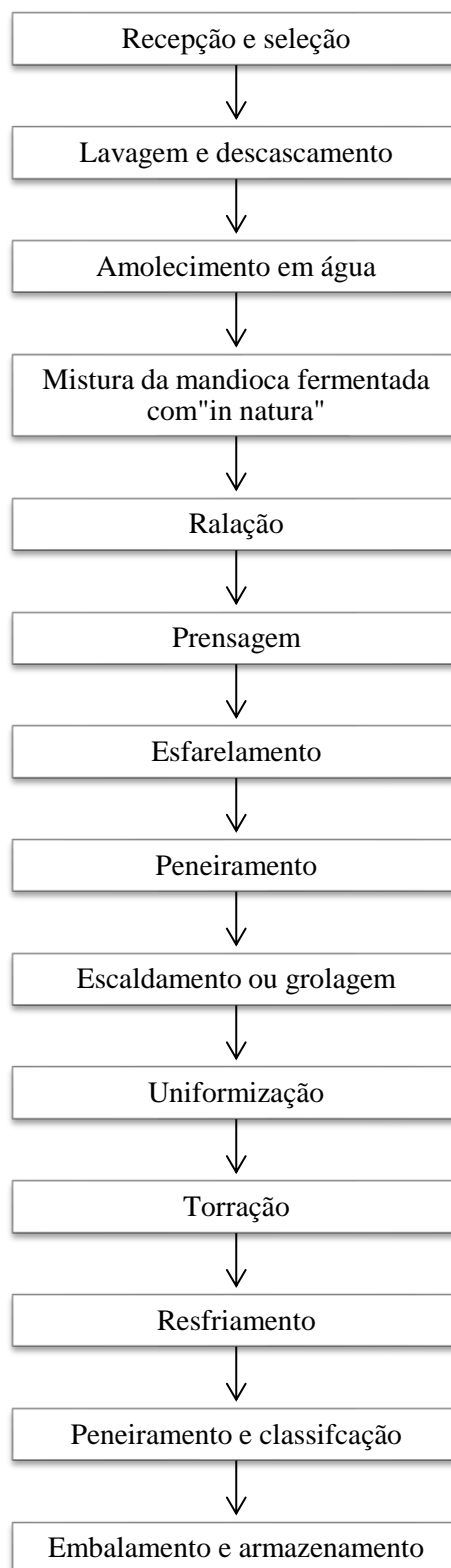 Recepção e seleção
Lavagem e descascamento
Amolecimento em água
Mistura da mandioca fermentada
com"in natura"
Ralação
Prensagem
Esfarelamento
Peneiramento
Escaldamento ou grolagem
Uniformização
Torração
Resfriamento
Peneiramento e classifcação
Embalamento e armazenamento